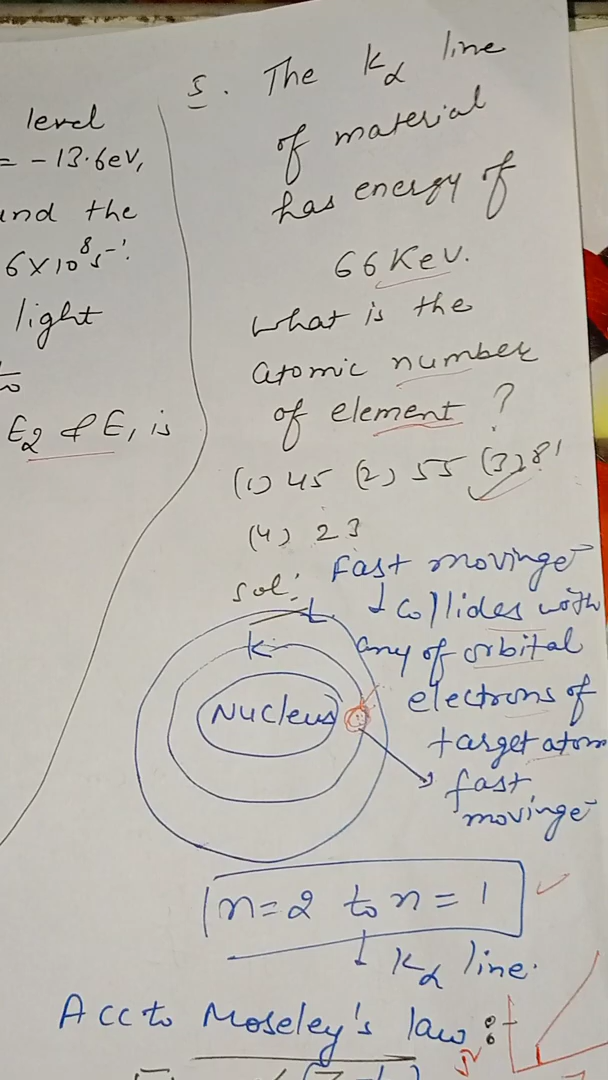 level
= -13.6eV,
and the
6×10⁸s⁻¹.
light
to
E₂ & E, is
5. The kα line
of material
has energy of
66 KeV.
What is the
atomic number
of element ?
(1) 45 (2) 55 (3) 81
(4) 23
sol:
Fast moving e⁻
↓ collides with
any of orbital
electrons of
target atom
fast
moving e⁻
L
K
Nucleus
n=2 to n=1
↓ kα line.
Acc to Moseley's law :